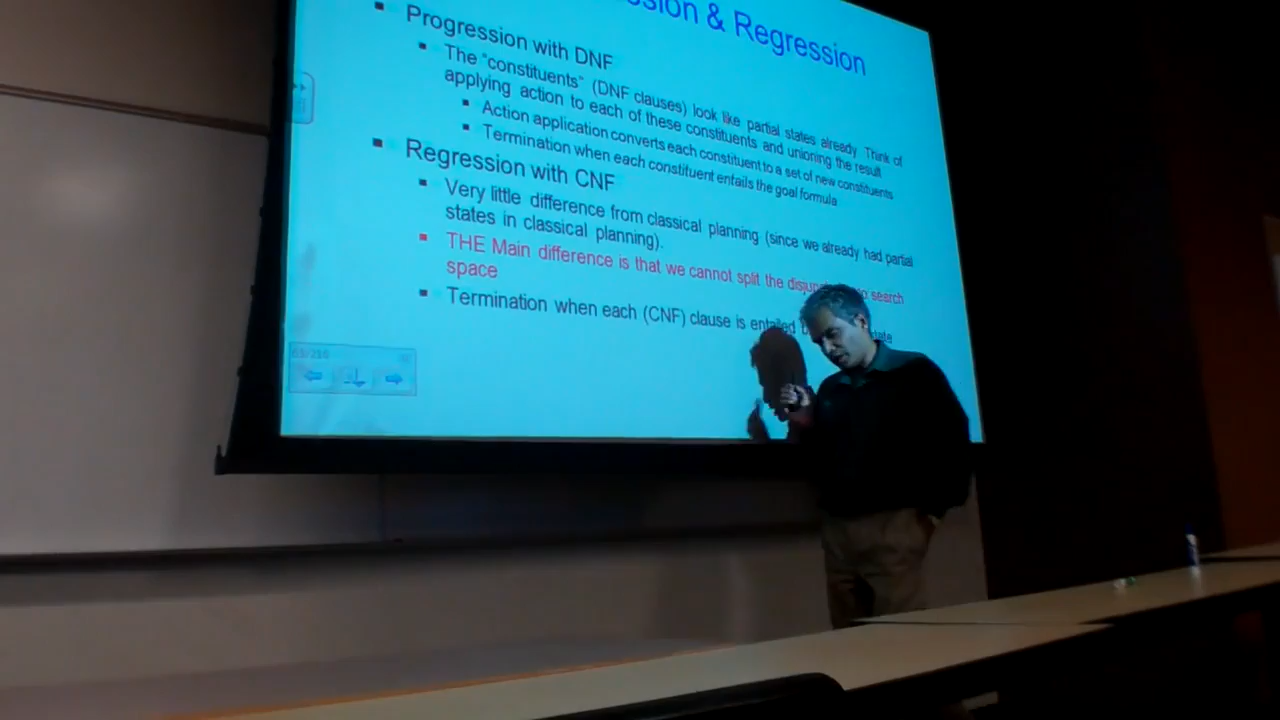 sion & Regression
Progression with DNF
The "constituents" (DNF clauses) look like partial states already. Think of
applying action to each of these constituents and unioning the result
Action application converts each constituent to a set of new constituents
Termination when each constituent entails the goal formula
Regression with CNF
Very little difference from classical planning (since we already had partial
states in classical planning).
THE Main difference is that we cannot split the search
space
Termination when each (CNF) clause is entailed state